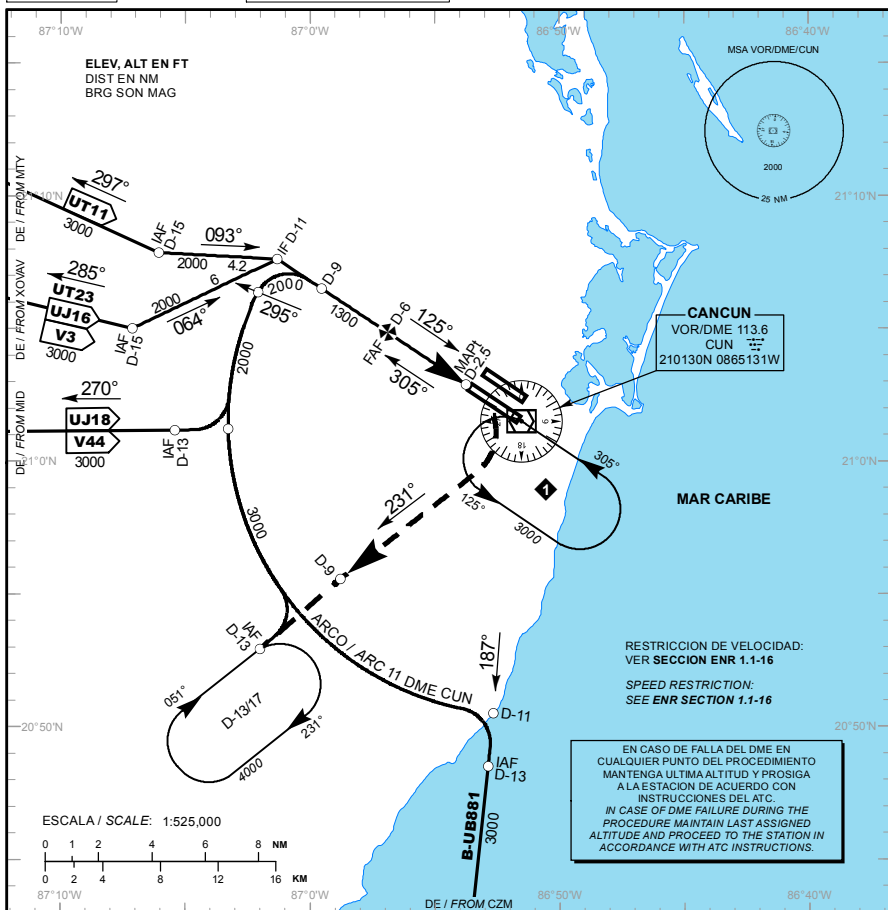 87°10'W
87°0'W
86°50'W
86°40'W
ELEV, ALT EN FT
DIST EN NM
BRG SON MAG
MSA VOR/DME/CUN
2000
25 NM
21°10'N
21°10'N
DE / FROM MTY
297°
UT11
3000
IAF
D-15
093°
2000
4.2
IF D-11
DE / FROM XOVAV
285°
UT23
UJ16
V3
3000
IAF
D-15
2000
6
064°
2000
295°
D-9
1300
D-6
FAF
125°
305°
MAPt
D-2.5
CANCUN
VOR/DME 113.6
CUN
210130N 0865131W
2000
DE / FROM MID
270°
UJ18
V44
3000
IAF
D-13
21°0'N
21°0'N
9
18
305°
1
125°
3000
MAR CARIBE
231°
3000
D-9
IAF
D-13
ARCO / ARC 11 DME CUN
187°
D-11
051°
D-13/17
231°
4000
RESTRICCION DE VELOCIDAD:
VER SECCION ENR 1.1-16
SPEED RESTRICTION:
SEE ENR SECTION 1.1-16
20°50'N
20°50'N
IAF
D-13
B-UB881
3000
EN CASO DE FALLA DEL DME EN
CUALQUIER PUNTO DEL PROCEDIMIENTO
MANTENGA ULTIMA ALTITUD Y PROSIGA
A LA ESTACION DE ACUERDO CON
INSTRUCCIONES DEL ATC.
IN CASE OF DME FAILURE DURING THE
PROCEDURE MAINTAIN LAST ASSIGNED
ALTITUDE AND PROCEED TO THE STATION IN
ACCORDANCE WITH ATC INSTRUCTIONS.
ESCALA / SCALE: 1:525,000
0 1 2 4 6 8 NM
0 2 4 8 12 16 KM
DE / FROM CZM
87°10'W
87°0'W
86°50'W
86°40'W